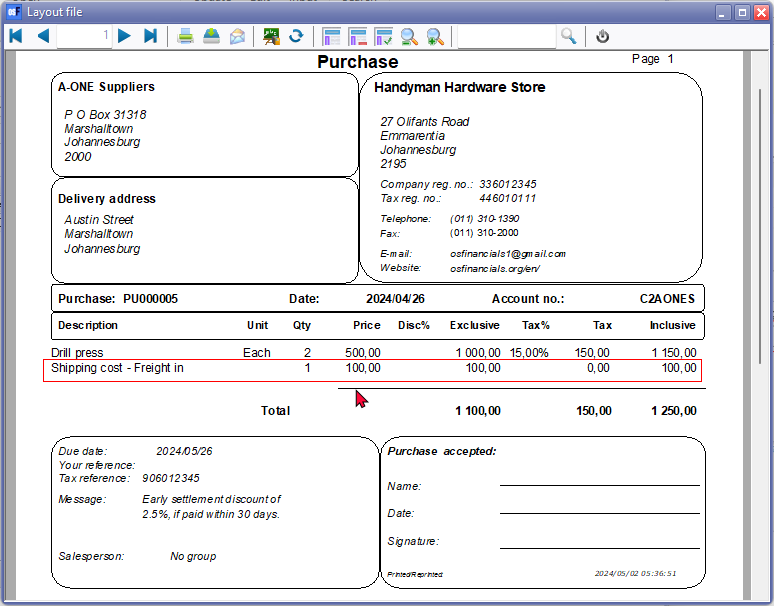 Layout file
1
Purchase
Page 1
A-ONE Suppliers
P O Box 31318
Marshalltown
Johannesburg
2000
Handyman Hardware Store
27 Olifants Road
Emmarentia
Johannesburg
2195
Company reg. no.: 336012345
Tax reg. no.: 446010111
Telephone: (011) 310-1390
Fax: (011) 310-2000
E-mail: osfinancials1@gmail.com
Website: osfinancials.org/en/
Delivery address
Austin Street
Marshalltown
Johannesburg
Purchase: PU000005 Date: 2024/04/26 Account no.: C2AONES
Description Unit Qty Price Disc% Exclusive Tax% Tax Inclusive
Drill press Each 2 500,00 1 000,00 15,00% 150,00 1 150,00
Shipping cost - Freight in 1 100,00 100,00 0,00 100,00
Total 1 100,00 150,00 1 250,00
Due date: 2024/05/26
Your reference:
Tax reference: 906012345
Message: Early settlement discount of
2.5%, if paid within 30 days.
Salesperson: No group
Purchase accepted:
Name:
Date:
Signature:
Printed/Reprinted: 2024/05/02 05:36:51